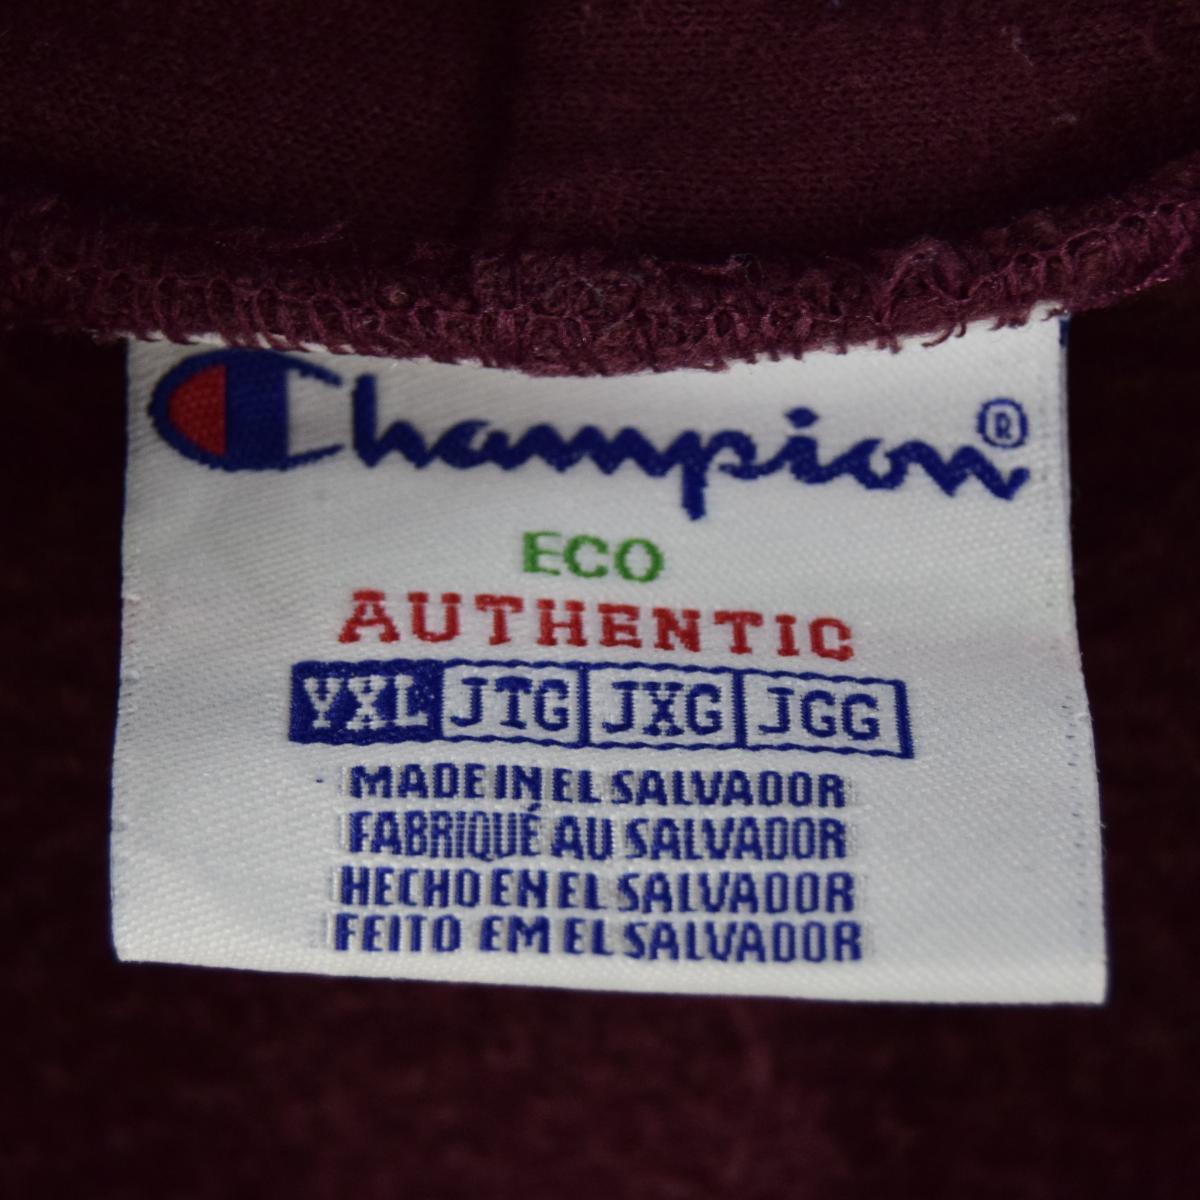 Champion®
ECO
AUTHENTIC
YXL JTG JXG JGG
MADE IN EL SALVADOR
FABRIQUÉ AU SALVADOR
HECHO EN EL SALVADOR
FEITO EM EL SALVADOR